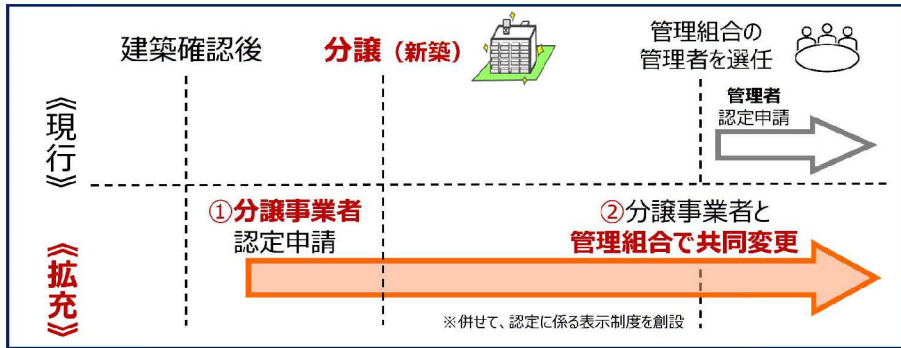 建築確認後
分譲（新築）
管理組合の
管理者を選任
《現行》
管理者
認定申請
①分譲事業者
認定申請
②分譲事業者と
管理組合で共同変更
《拡充》
※併せて、認定に係る表示制度を創設